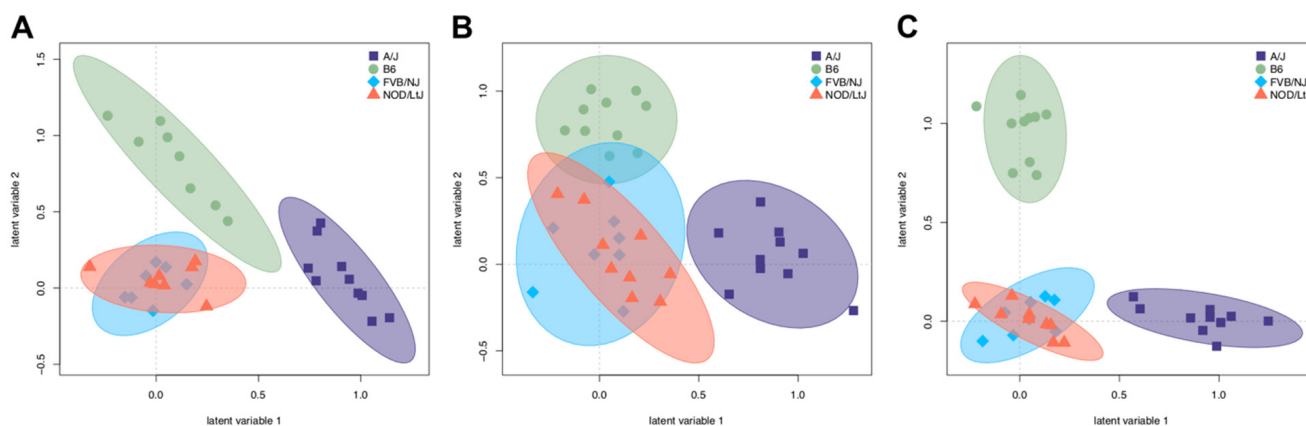 A
B
C
A/J
B6
FVB/NJ
NOD/LtJ
1.5
1.0
0.5
0.0
−0.5
latent variable 2
0.0
0.5
1.0
latent variable 1
A/J
B6
FVB/NJ
NOD/LtJ
1.0
0.5
0.0
−0.5
latent variable 2
0.0
0.5
1.0
latent variable 1
A/J
B6
FVB/NJ
NOD/LtJ
1.0
0.5
0.0
latent variable 2
0.0
0.5
1.0
latent variable 1